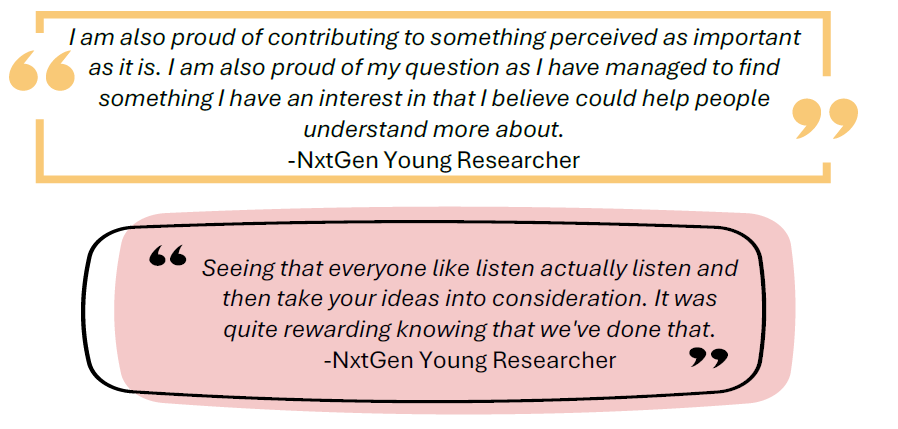 I am also proud of contributing to something perceived as important
as it is. I am also proud of my question as I have managed to find
something I have an interest in that I believe could help people
understand more about.
-NxtGen Young Researcher
Seeing that everyone like listen actually listen and
then take your ideas into consideration. It was
quite rewarding knowing that we've done that.
-NxtGen Young Researcher